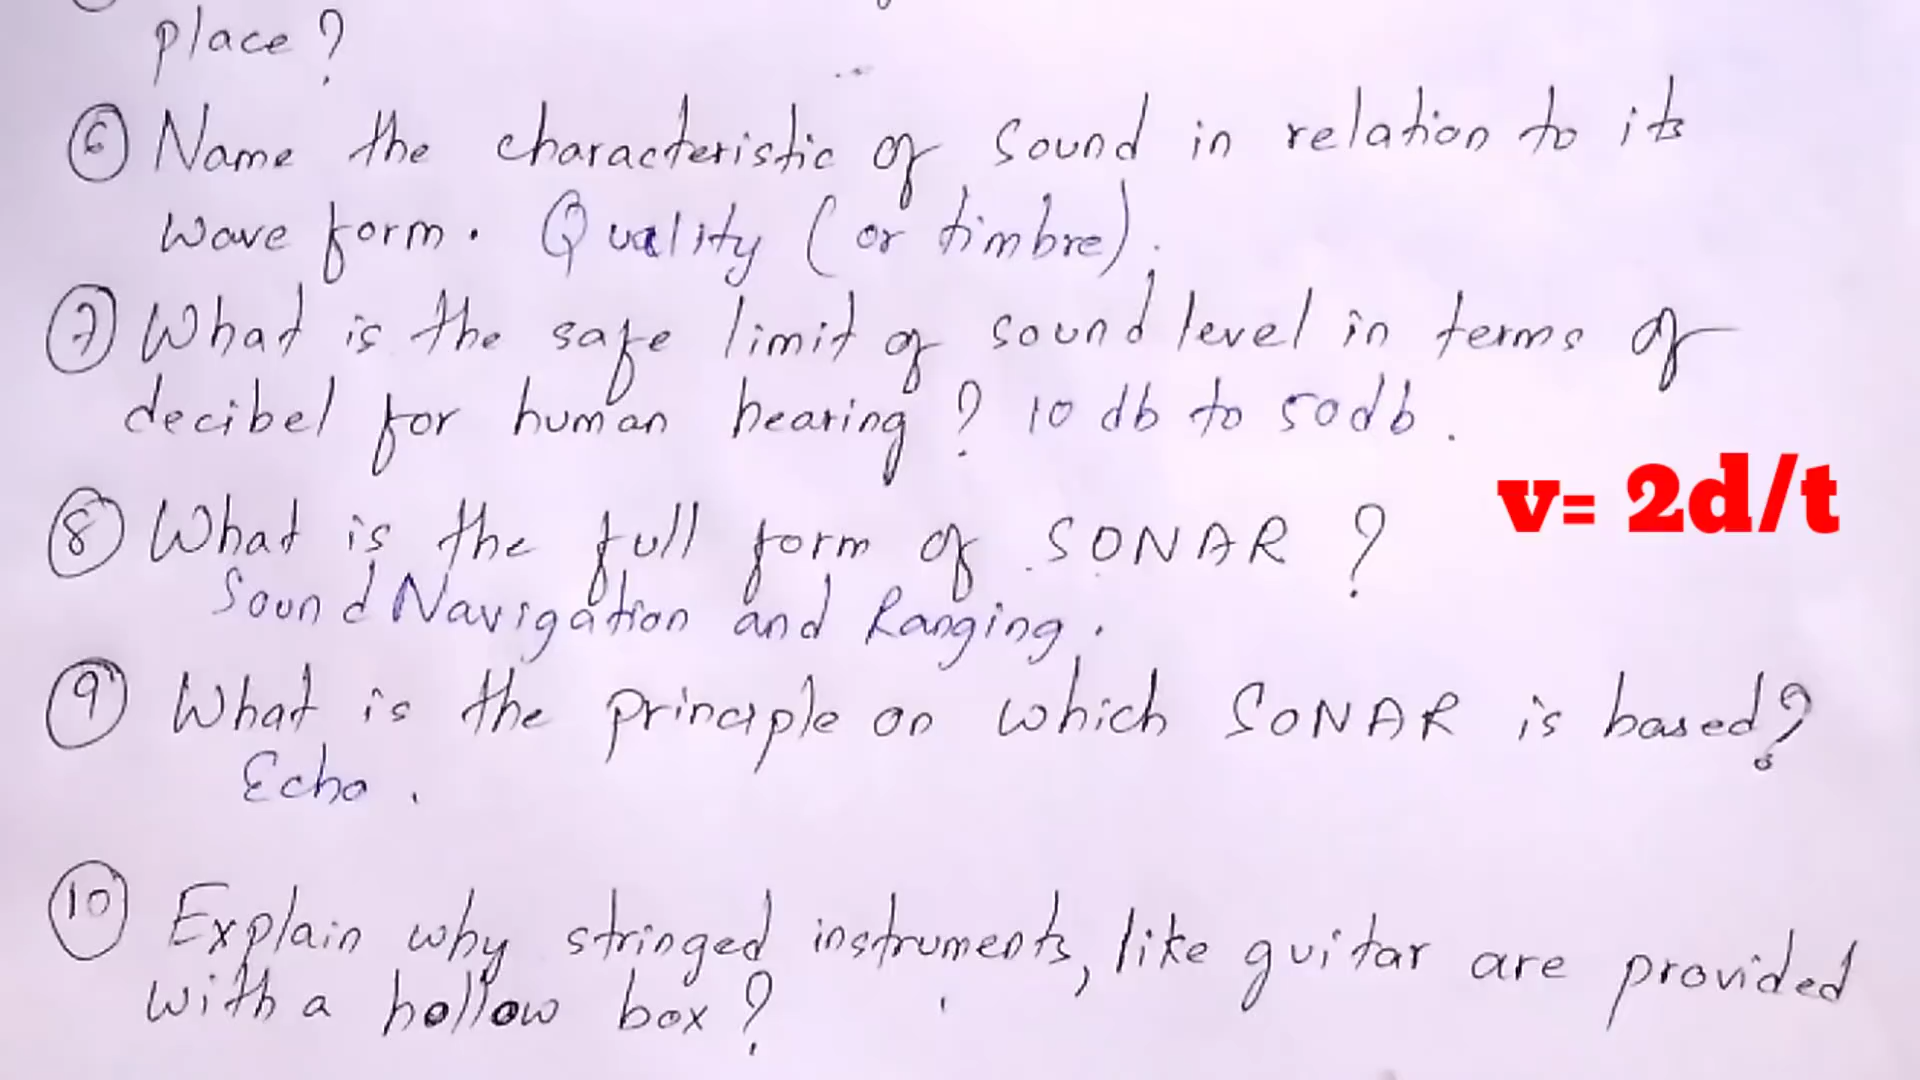 place?
⑥ Name the characteristic of sound in relation to its
wave form. Quality (or timbre).
⑦ What is the safe limit of sound level in terms of
decibel for human hearing? 10 db to 50db.
v= 2d/t
⑧ What is the full form of SONAR?
Sound Navigation and Ranging.
⑨ What is the principle on which SONAR is based?
Echo.
⑩ Explain why stringed instruments, like guitar are provided
with a hollow box?